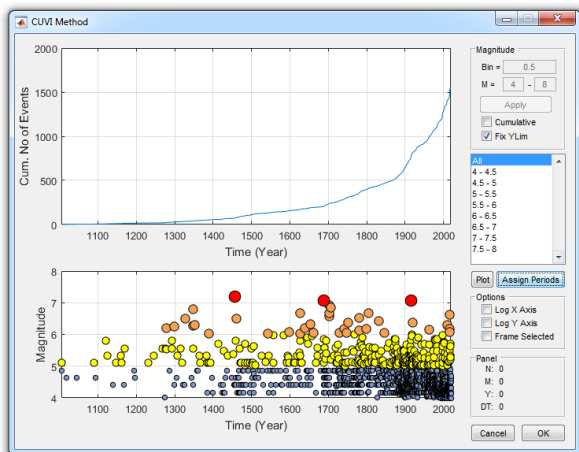 CUVI Method
2000
1500
1000
500
0
Cum. No of Events
1100 1200 1300 1400 1500 1600 1700 1800 1900 2000
Time (Year)
8
7
6
5
4
Magnitude
1100 1200 1300 1400 1500 1600 1700 1800 1900 2000
Time (Year)
Magnitude
Bin = 0.5
M = 4 - 8
Apply
Cumulative
Fix YLim
All
4 - 4.5
4.5 - 5
5 - 5.5
5.5 - 6
6 - 6.5
6.5 - 7
7 - 7.5
7.5 - 8
Plot Assign Periods
Options
Log X Axis
Log Y Axis
Frame Selected
Panel
N: 0
M: 0
Y: 0
DT: 0
Cancel OK